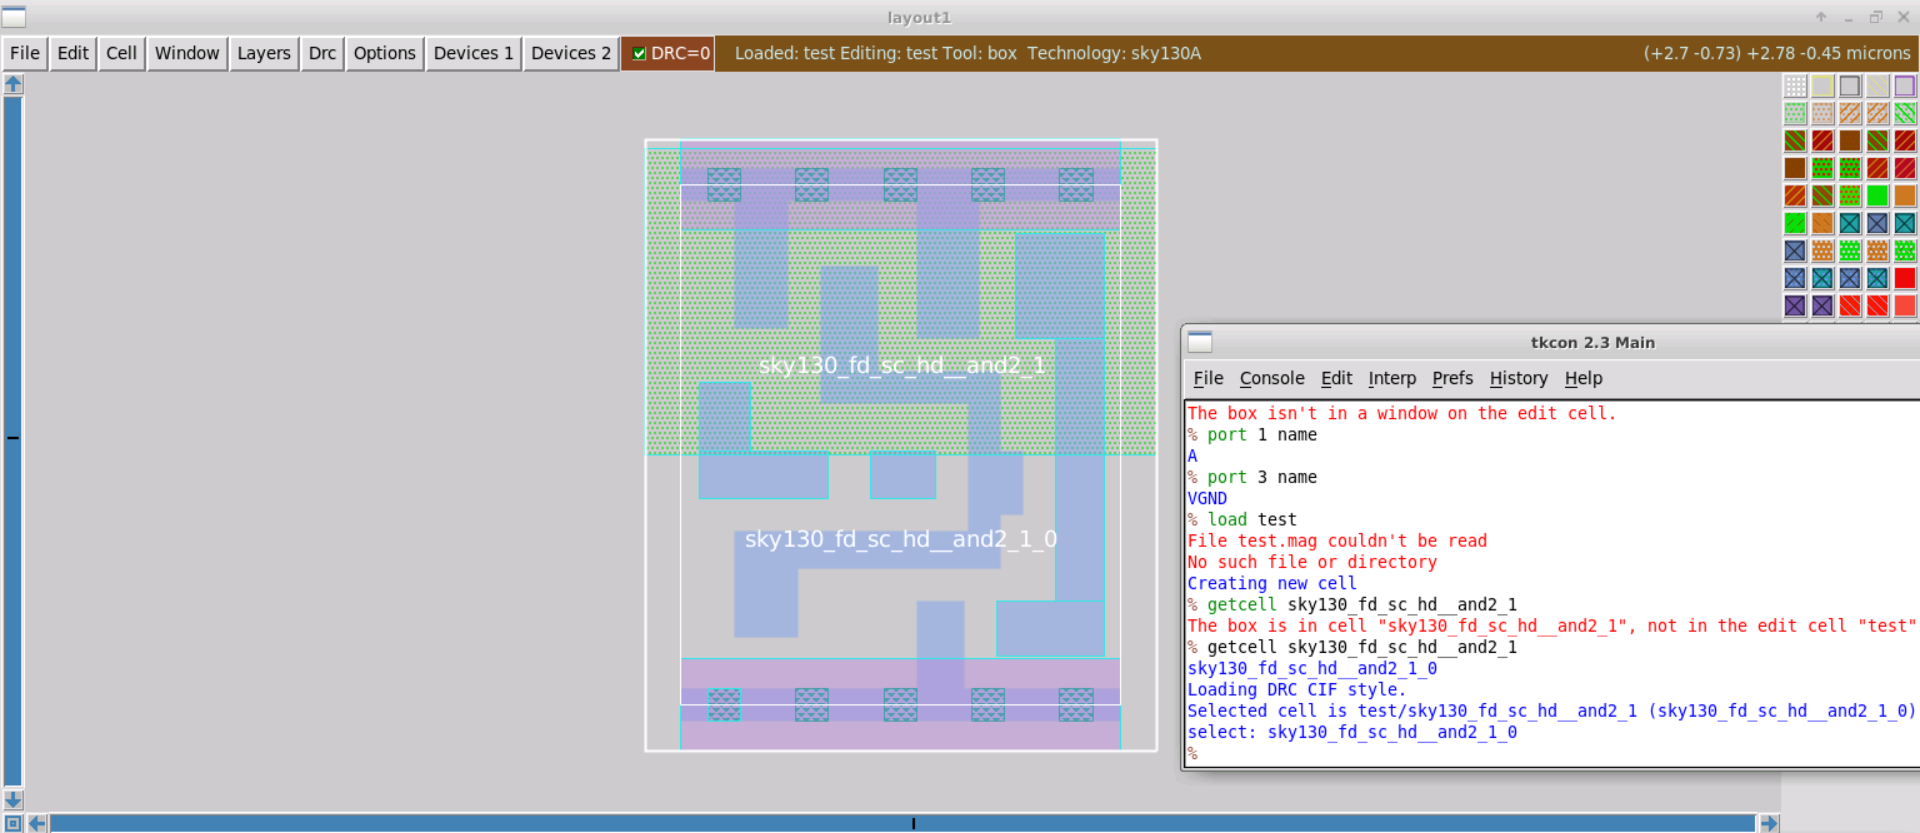 layout1
File Edit Cell Window Layers Drc Options Devices 1 Devices 2 DRC=0 Loaded: test Editing: test Tool: box Technology: sky130A (+2.7 -0.73) +2.78 -0.45 microns
sky130_fd_sc_hd__and2_1
sky130_fd_sc_hd__and2_1_0
tkcon 2.3 Main
File Console Edit Interp Prefs History Help
The box isn't in a window on the edit cell.
% port 1 name
A
% port 3 name
VGND
% load test
File test.mag couldn't be read
No such file or directory
Creating new cell
% getcell sky130_fd_sc_hd__and2_1
The box is in cell "sky130_fd_sc_hd__and2_1", not in the edit cell "test"
% getcell sky130_fd_sc_hd__and2_1
sky130_fd_sc_hd__and2_1_0
Loading DRC CIF style.
Selected cell is test/sky130_fd_sc_hd__and2_1 (sky130_fd_sc_hd__and2_1_0)
select: sky130_fd_sc_hd__and2_1_0
%